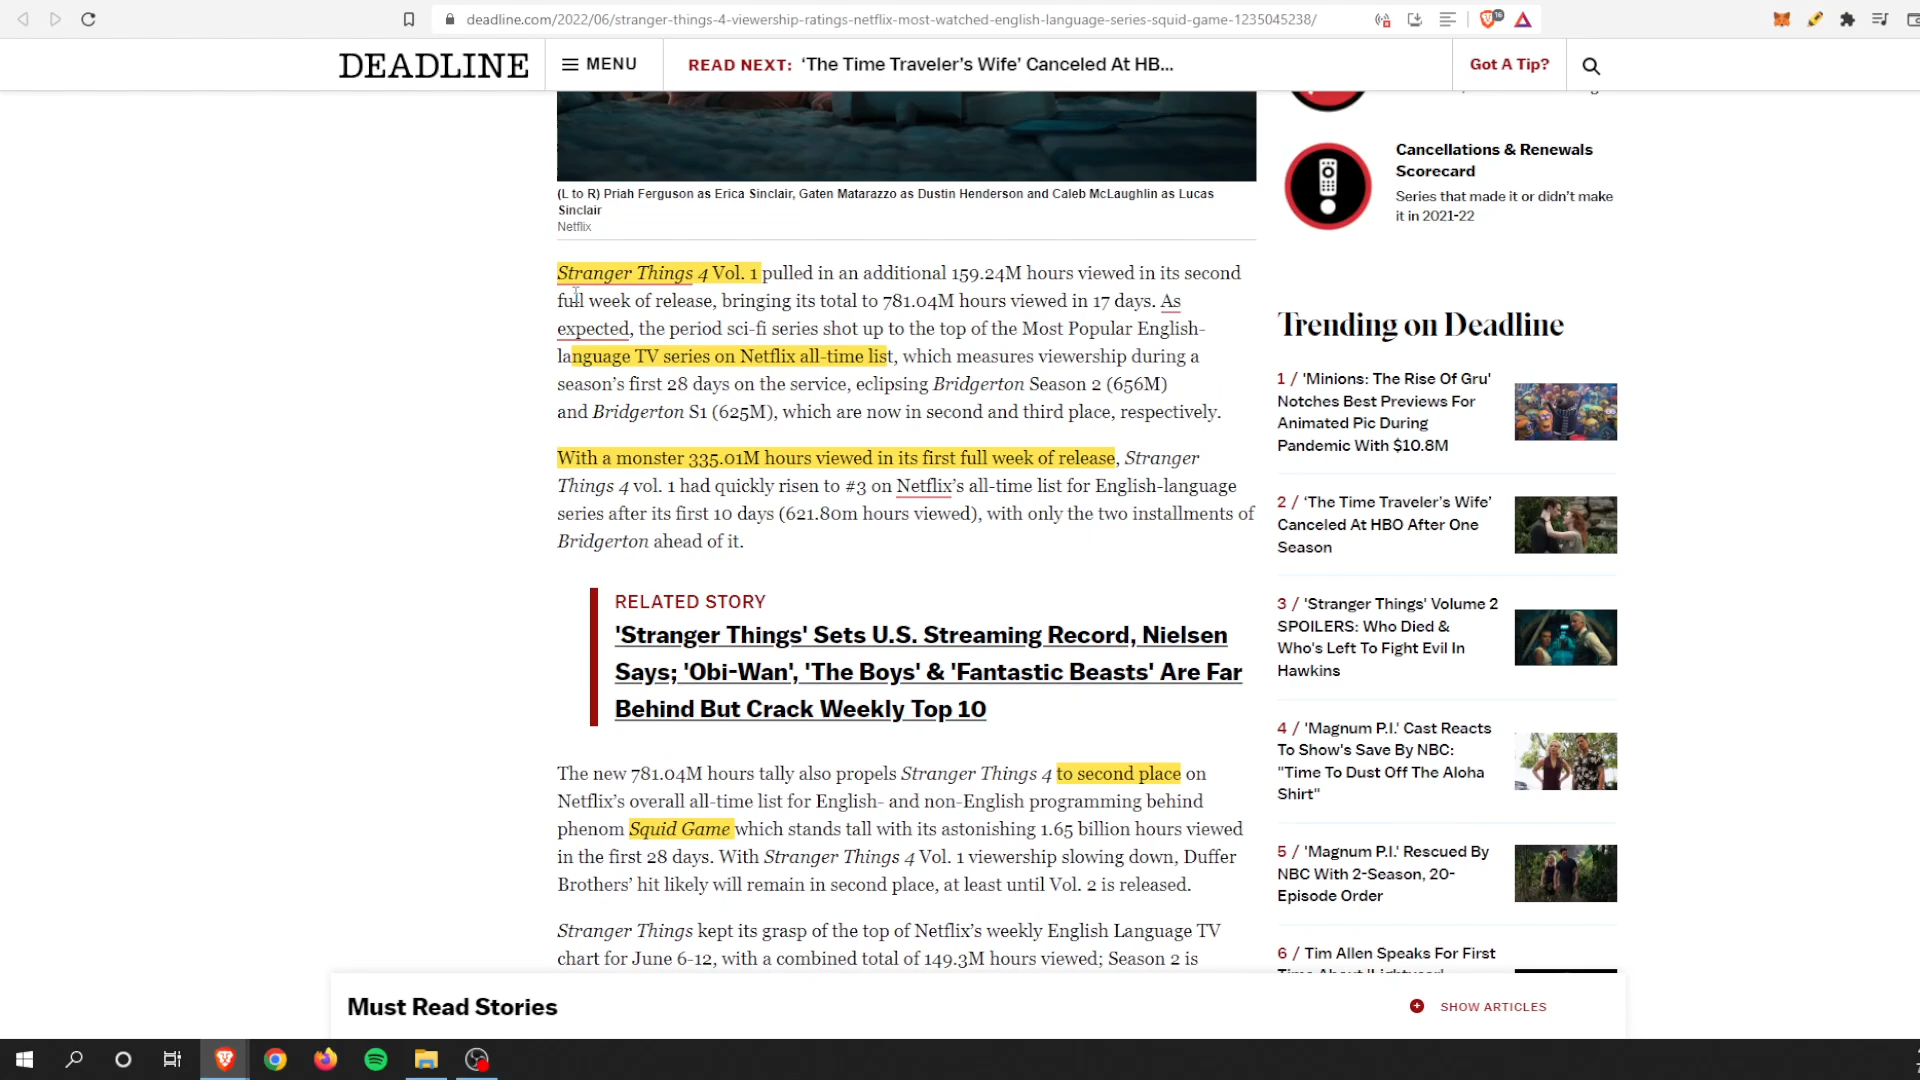 deadline.com/2022/06/stranger-things-4-viewership-ratings-netflix-most-watched-english-language-series-squid-game-1235045238/
DEADLINE
MENU
READ NEXT: ‘The Time Traveler’s Wife’ Canceled At HB...
Got A Tip?
(L to R) Priah Ferguson as Erica Sinclair, Gaten Matarazzo as Dustin Henderson and Caleb McLaughlin as Lucas
Sinclair
Netflix
Stranger Things 4 Vol. 1 pulled in an additional 159.24M hours viewed in its second
full week of release, bringing its total to 781.04M hours viewed in 17 days. As
expected, the period sci-fi series shot up to the top of the Most Popular English-
language TV series on Netflix all-time list, which measures viewership during a
season’s first 28 days on the service, eclipsing Bridgerton Season 2 (656M)
and Bridgerton S1 (625M), which are now in second and third place, respectively.
With a monster 335.01M hours viewed in its first full week of release, Stranger
Things 4 vol. 1 had quickly risen to #3 on Netflix’s all-time list for English-language
series after its first 10 days (621.80m hours viewed), with only the two installments of
Bridgerton ahead of it.
RELATED STORY
'Stranger Things' Sets U.S. Streaming Record, Nielsen
Says; 'Obi-Wan', 'The Boys' & 'Fantastic Beasts' Are Far
Behind But Crack Weekly Top 10
The new 781.04M hours tally also propels Stranger Things 4 to second place on
Netflix’s overall all-time list for English- and non-English programming behind
phenom Squid Game which stands tall with its astonishing 1.65 billion hours viewed
in the first 28 days. With Stranger Things 4 Vol. 1 viewership slowing down, Duffer
Brothers’ hit likely will remain in second place, at least until Vol. 2 is released.
Stranger Things kept its grasp of the top of Netflix’s weekly English Language TV
chart for June 6-12, with a combined total of 149.3M hours viewed; Season 2 is
Cancellations & Renewals
Scorecard
Series that made it or didn’t make
it in 2021-22
Trending on Deadline
1 / 'Minions: The Rise Of Gru'
Notches Best Previews For
Animated Pic During
Pandemic With $10.8M
2 / ‘The Time Traveler’s Wife’
Canceled At HBO After One
Season
3 / 'Stranger Things' Volume 2
SPOILERS: Who Died &
Who's Left To Fight Evil In
Hawkins
4 / 'Magnum P.I.' Cast Reacts
To Show's Save By NBC:
"Time To Dust Off The Aloha
Shirt"
5 / 'Magnum P.I.' Rescued By
NBC With 2-Season, 20-
Episode Order
6 / Tim Allen Speaks For First
Must Read Stories
SHOW ARTICLES